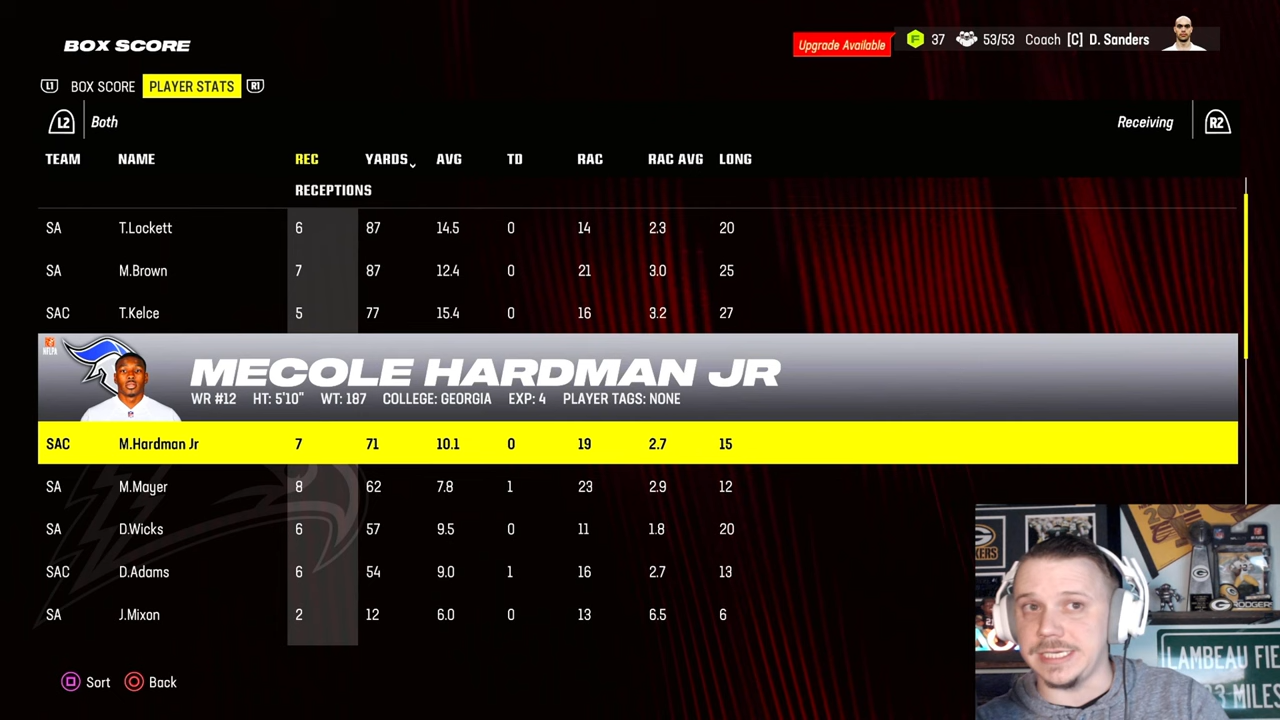 BOX SCORE
Upgrade Available
37
53/53
Coach [C] D. Sanders
L1 BOX SCORE PLAYER STATS R1
L2 Both
Receiving R2
TEAM NAME REC YARDS AVG TD RAC RAC AVG LONG
RECEPTIONS
SA T.Lockett 6 87 14.5 0 14 2.3 20
SA M.Brown 7 87 12.4 0 21 3.0 25
SAC T.Kelce 5 77 15.4 0 16 3.2 27
NFLPA
MECOLE HARDMAN JR
WR #12 HT: 5'10" WT: 187 COLLEGE: GEORGIA EXP: 4 PLAYER TAGS: NONE
SAC M.Hardman Jr 7 71 10.1 0 19 2.7 15
SA M.Mayer 8 62 7.8 1 23 2.9 12
SA D.Wicks 6 57 9.5 0 11 1.8 20
SAC D.Adams 6 54 9.0 1 16 2.7 13
SA J.Mixon 2 12 6.0 0 13 6.5 6
Sort Back
LAMBEAU FIE
MILES